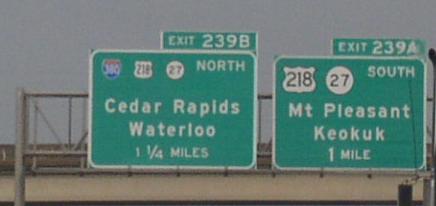 EXIT 239B
380 218 27 NORTH
Cedar Rapids
Waterloo
1 1/4 MILES
EXIT 239A
218 27 SOUTH
Mt Pleasant
Keokuk
1 MILE